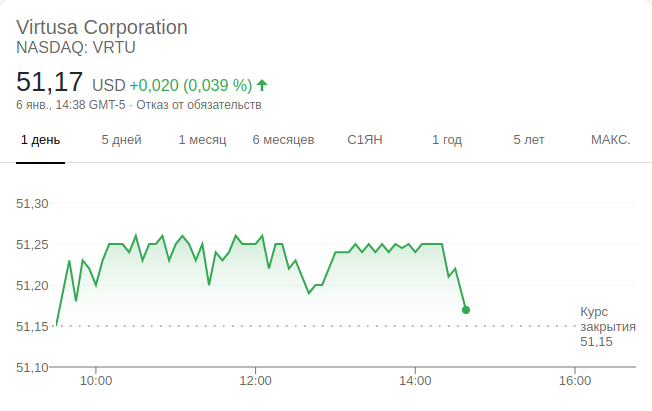 Virtusa Corporation
NASDAQ: VRTU
51,17 USD +0,020 (0,039 %)
6 янв., 14:38 GMT-5 · Отказ от обязательств
1 день 5 дней 1 месяц 6 месяцев С1ЯН 1 год 5 лет МАКС.
51,30
51,25
51,20
51,15
51,10
Курс
закрытия
51,15
10:00 12:00 14:00 16:00